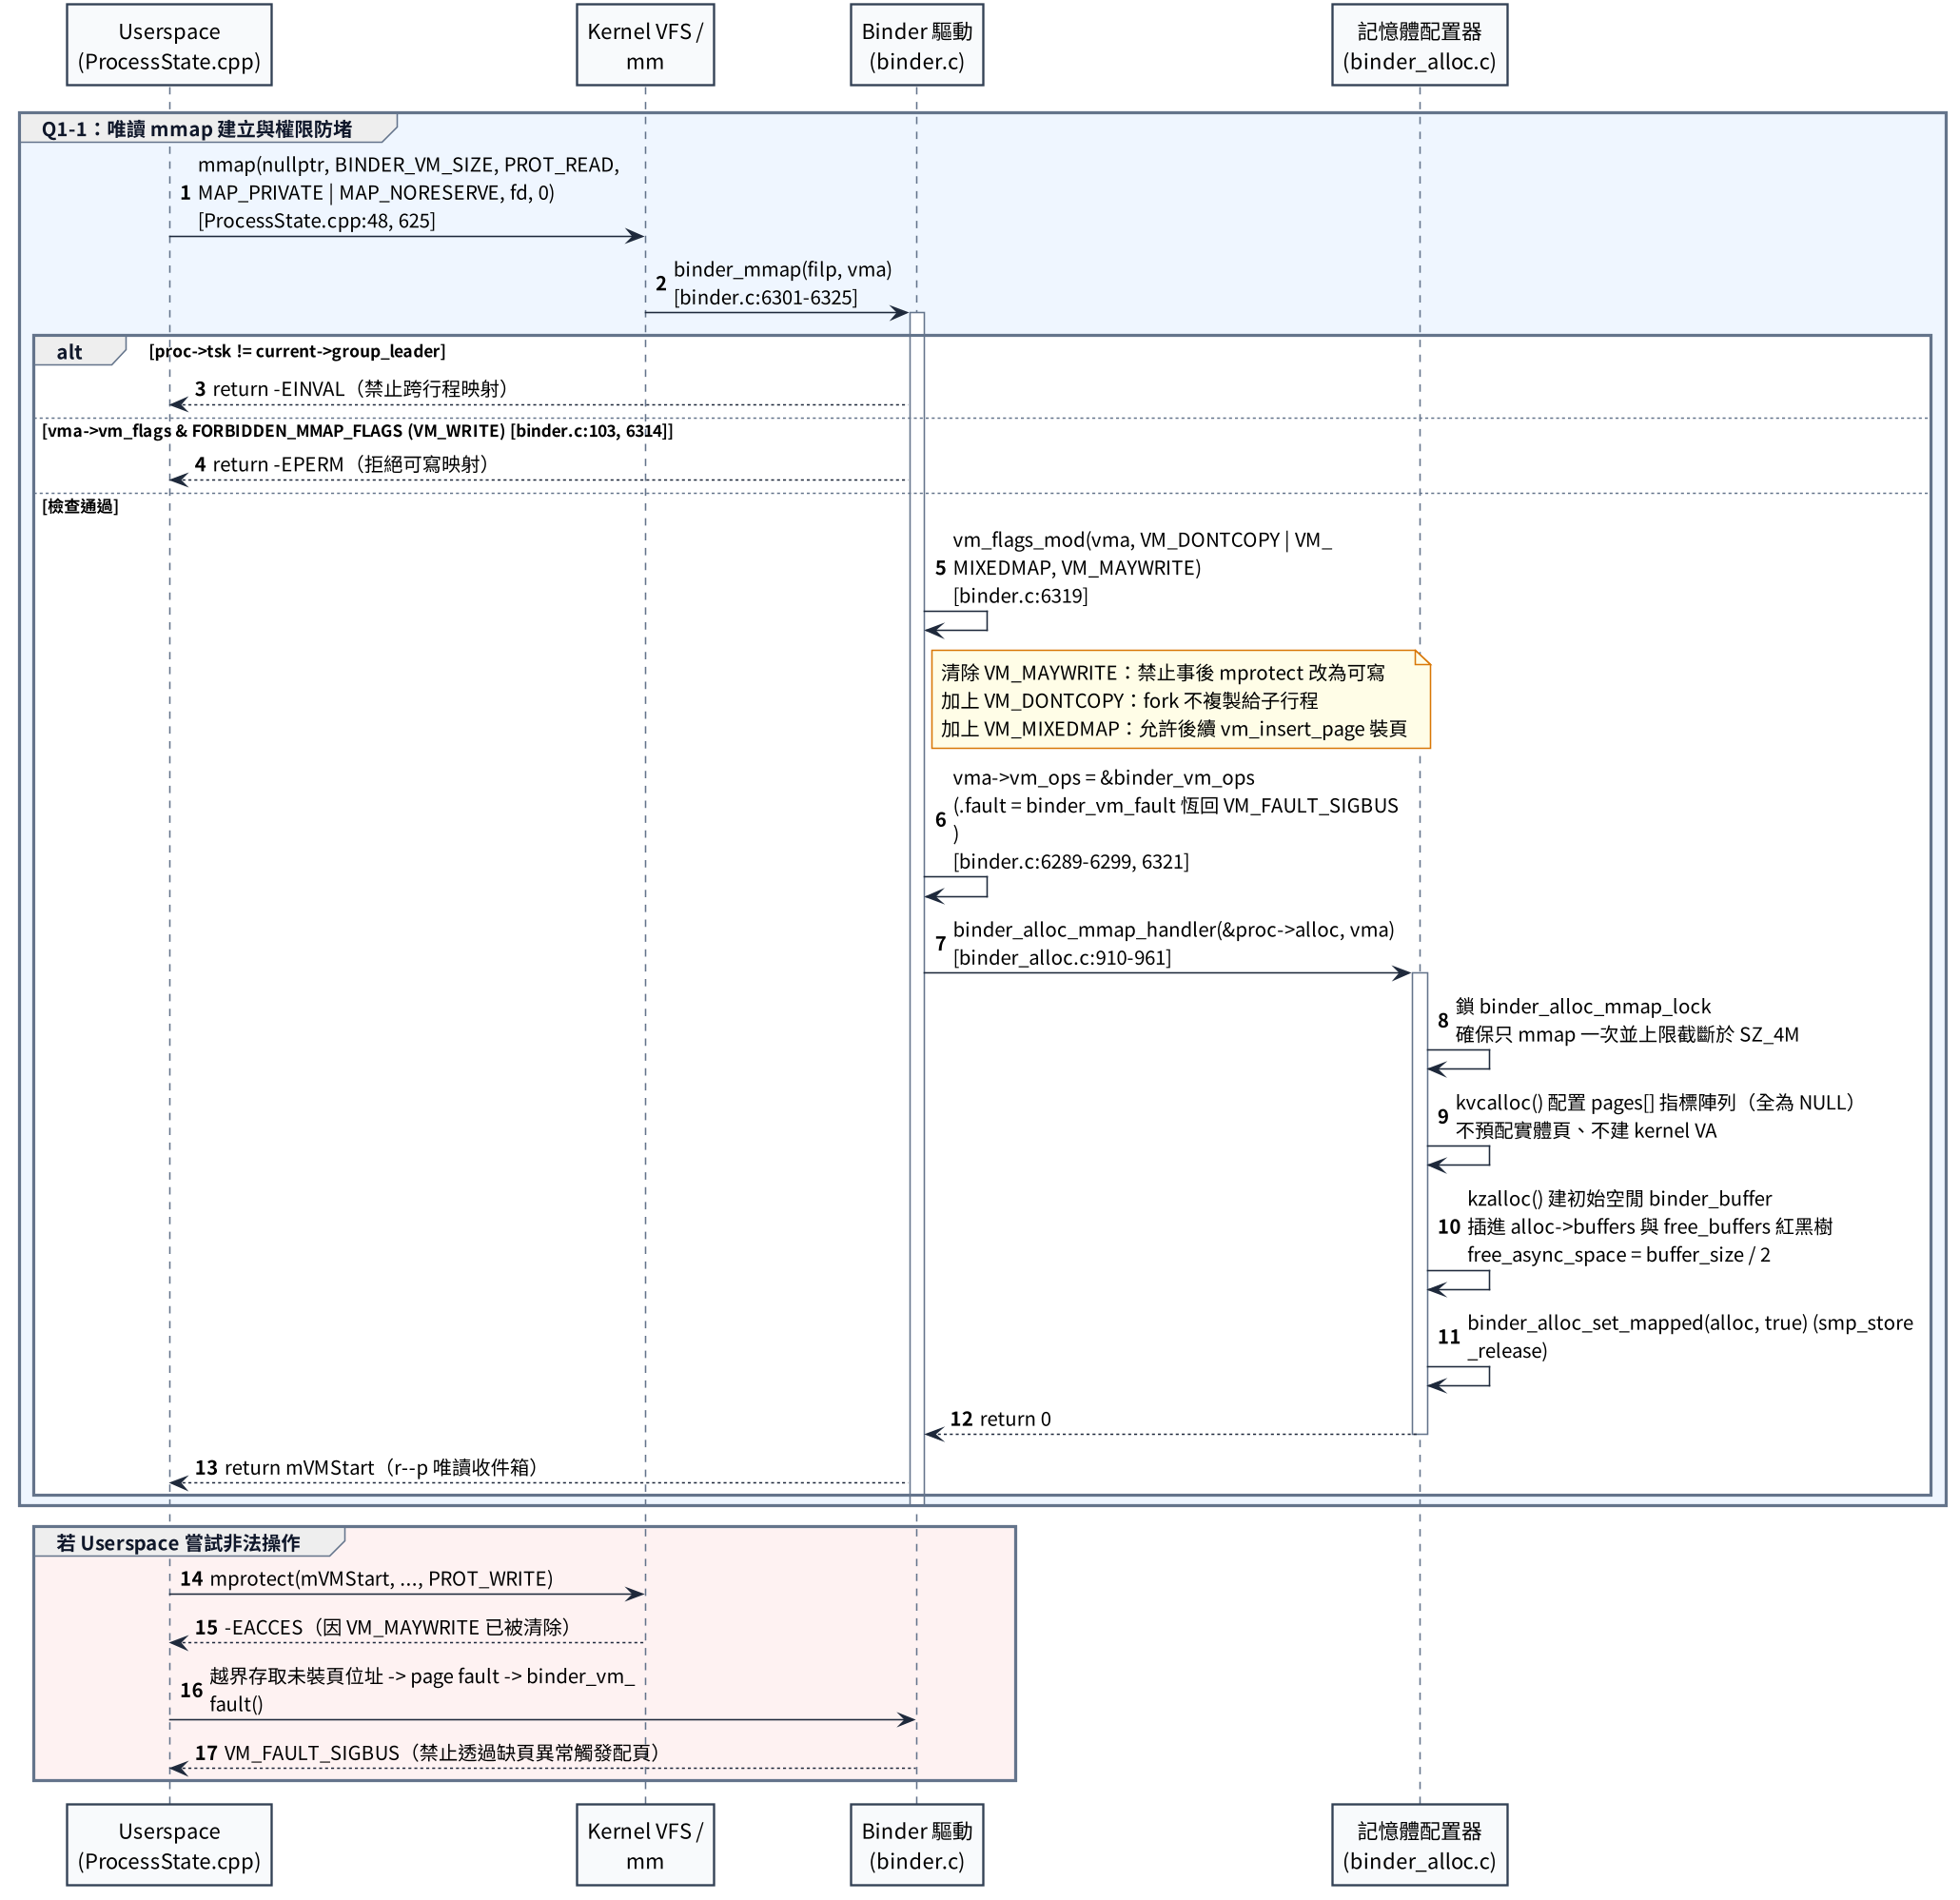 Userspace
(ProcessState.cpp)
Kernel VFS /
mm
Binder 驅動
(binder.c)
記憶體配置器
(binder_alloc.c)
Q1-1：唯讀 mmap 建立與權限防堵
1 mmap(nullptr, BINDER_VM_SIZE, PROT_READ,
MAP_PRIVATE | MAP_NORESERVE, fd, 0)
[ProcessState.cpp:48, 625]
2 binder_mmap(filp, vma)
[binder.c:6301-6325]
alt [proc->tsk != current->group_leader]
3 return -EINVAL（禁止跨行程映射）
[vma->vm_flags & FORBIDDEN_MMAP_FLAGS (VM_WRITE) [binder.c:103, 6314]]
4 return -EPERM（拒絕可寫映射）
[檢查通過]
5 vm_flags_mod(vma, VM_DONTCOPY | VM_
MIXEDMAP, VM_MAYWRITE)
[binder.c:6319]
清除 VM_MAYWRITE：禁止事後 mprotect 改為可寫
加上 VM_DONTCOPY：fork 不複製給子行程
加上 VM_MIXEDMAP：允許後續 vm_insert_page 裝頁
6 vma->vm_ops = &binder_vm_ops
(.fault = binder_vm_fault 恆回 VM_FAULT_SIGBUS
)
[binder.c:6289-6299, 6321]
7 binder_alloc_mmap_handler(&proc->alloc, vma)
[binder_alloc.c:910-961]
8 鎖 binder_alloc_mmap_lock
確保只 mmap 一次並上限截斷於 SZ_4M
9 kvcalloc() 配置 pages[] 指標陣列（全為 NULL）
不預配實體頁、不建 kernel VA
10 kzalloc() 建初始空閒 binder_buffer
插進 alloc->buffers 與 free_buffers 紅黑樹
free_async_space = buffer_size / 2
11 binder_alloc_set_mapped(alloc, true) (smp_store
_release)
12 return 0
13 return mVMStart（r--p 唯讀收件箱）
若 Userspace 嘗試非法操作
14 mprotect(mVMStart, ..., PROT_WRITE)
15 -EACCES（因 VM_MAYWRITE 已被清除）
16 越界存取未裝頁位址 -> page fault -> binder_vm_
fault()
17 VM_FAULT_SIGBUS（禁止透過缺頁異常觸發配頁）
Userspace
(ProcessState.cpp)
Kernel VFS /
mm
Binder 驅動
(binder.c)
記憶體配置器
(binder_alloc.c)